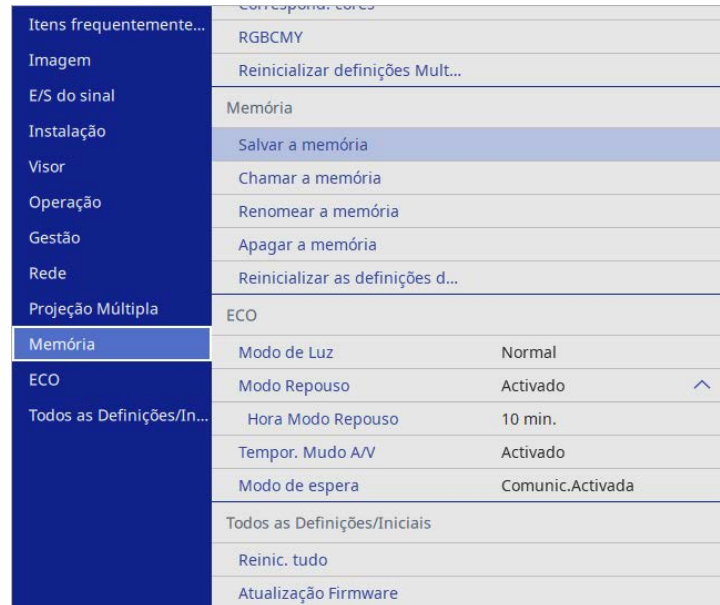 Itens frequentemente...
Imagem
E/S do sinal
Instalação
Visor
Operação
Gestão
Rede
Projeção Múltipla
Memória
ECO
Todos as Definições/In...
Correspond. cores
RGBCMY
Reinicializar definições Mult...
Memória
Salvar a memória
Chamar a memória
Renomear a memória
Apagar a memória
Reinicializar as definições d...
ECO
Modo de Luz Normal
Modo Repouso Activado
Hora Modo Repouso 10 min.
Tempor. Mudo A/V Activado
Modo de espera Comunic.Activada
Todos as Definições/Iniciais
Reinic. tudo
Atualização Firmware